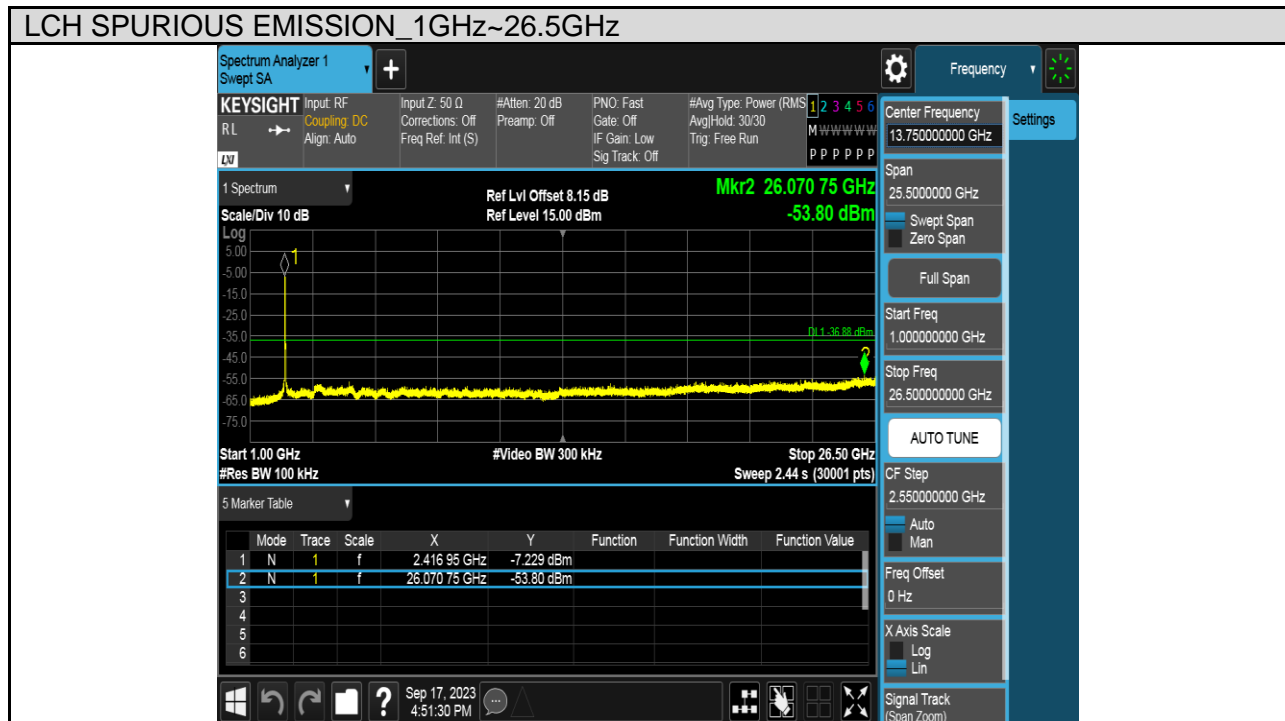 LCH SPURIOUS EMISSION_1GHz~26.5GHz
Spectrum Analyzer 1
Swept SA
+
Frequency
KEYSIGHT
RL
LXI
Input: RF
Coupling: DC
Align: Auto
Input Z: 50 Ω
Corrections: Off
Freq Ref: Int (S)
#Atten: 20 dB
Preamp: Off
PNO: Fast
Gate: Off
IF Gain: Low
Sig Track: Off
#Avg Type: Power (RMS
Avg|Hold: 30/30
Trig: Free Run
1 2 3 4 5 6
M W W W W W
P P P P P P
Center Frequency
13.750000000 GHz
Settings
1 Spectrum
Scale/Div 10 dB
Ref Lvl Offset 8.15 dB
Ref Level 15.00 dBm
Mkr2 26.070 75 GHz
-53.80 dBm
Span
25.5000000 GHz
Swept Span
Zero Span
Full Span
Start Freq
1.000000000 GHz
Stop Freq
26.500000000 GHz
AUTO TUNE
CF Step
2.550000000 GHz
Auto
Man
Freq Offset
0 Hz
X Axis Scale
Log
Lin
Signal Track
(Span Zoom)
Log
5.00
-5.00
-15.0
-25.0
-35.0
-45.0
-55.0
-65.0
-75.0
1
DL1 -36.88 dBm
2
Start 1.00 GHz
#Res BW 100 kHz
#Video BW 300 kHz
Stop 26.50 GHz
Sweep 2.44 s (30001 pts)
5 Marker Table
Mode Trace Scale X Y Function Function Width Function Value
1 N 1 f 2.416 95 GHz -7.229 dBm
2 N 1 f 26.070 75 GHz -53.80 dBm
3
4
5
6
?
Sep 17, 2023
4:51:30 PM